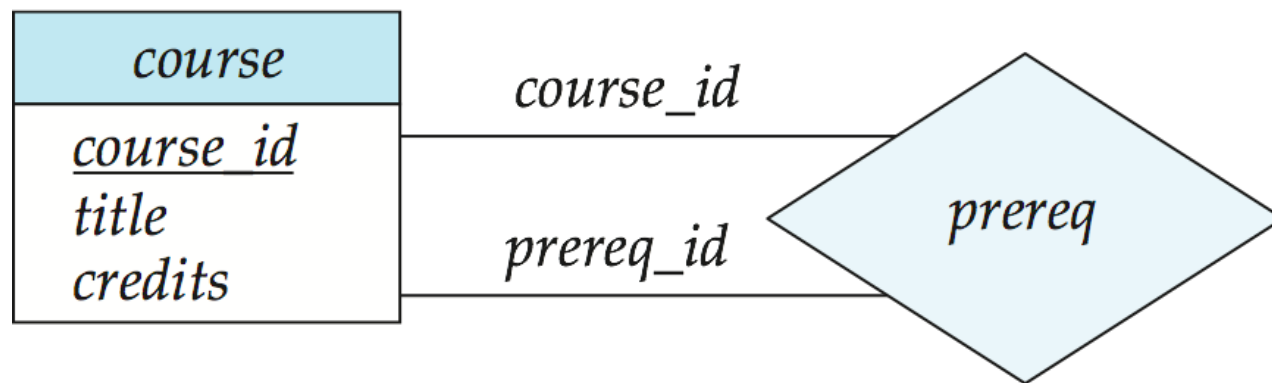 course
course_id
title
credits
course_id
prereq_id
prereq